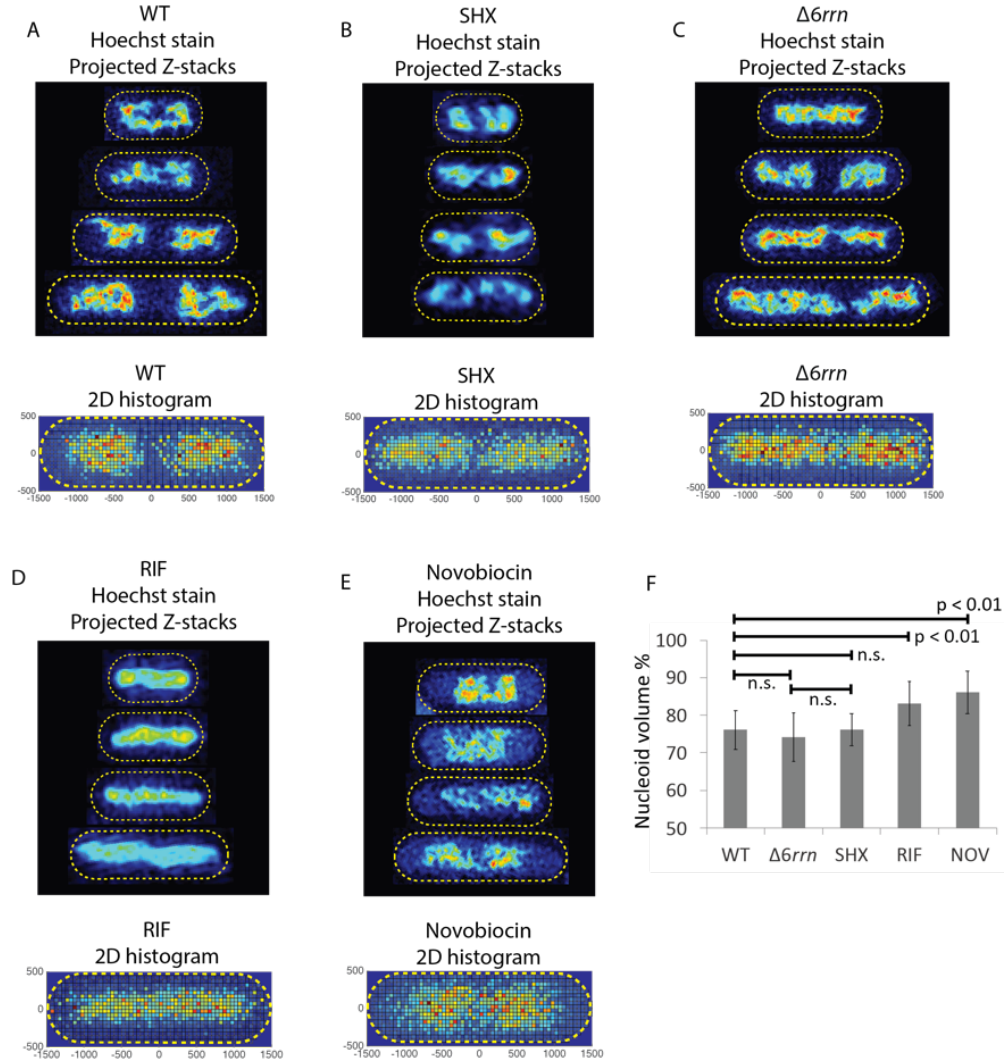 A
WT
Hoechst stain
Projected Z-stacks
B
SHX
Hoechst stain
Projected Z-stacks
C
Δ6rrn
Hoechst stain
Projected Z-stacks
WT
2D histogram
500
0
-500
-1500 -1000 -500 0 500 1000 1500
SHX
2D histogram
500
0
-500
-1500 -1000 -500 0 500 1000 1500
Δ6rrn
2D histogram
500
0
-500
-1500 -1000 -500 0 500 1000 1500
D
RIF
Hoechst stain
Projected Z-stacks
E
Novobiocin
Hoechst stain
Projected Z-stacks
F
p < 0.01
p < 0.01
n.s.
n.s.
n.s.
Nucleoid volume %
100
90
80
70
60
50
WT Δ6rrn SHX RIF NOV
RIF
2D histogram
500
0
-500
-1500 -1000 -500 0 500 1000 1500
Novobiocin
2D histogram
500
0
-500
-1500 -1000 -500 0 500 1000 1500